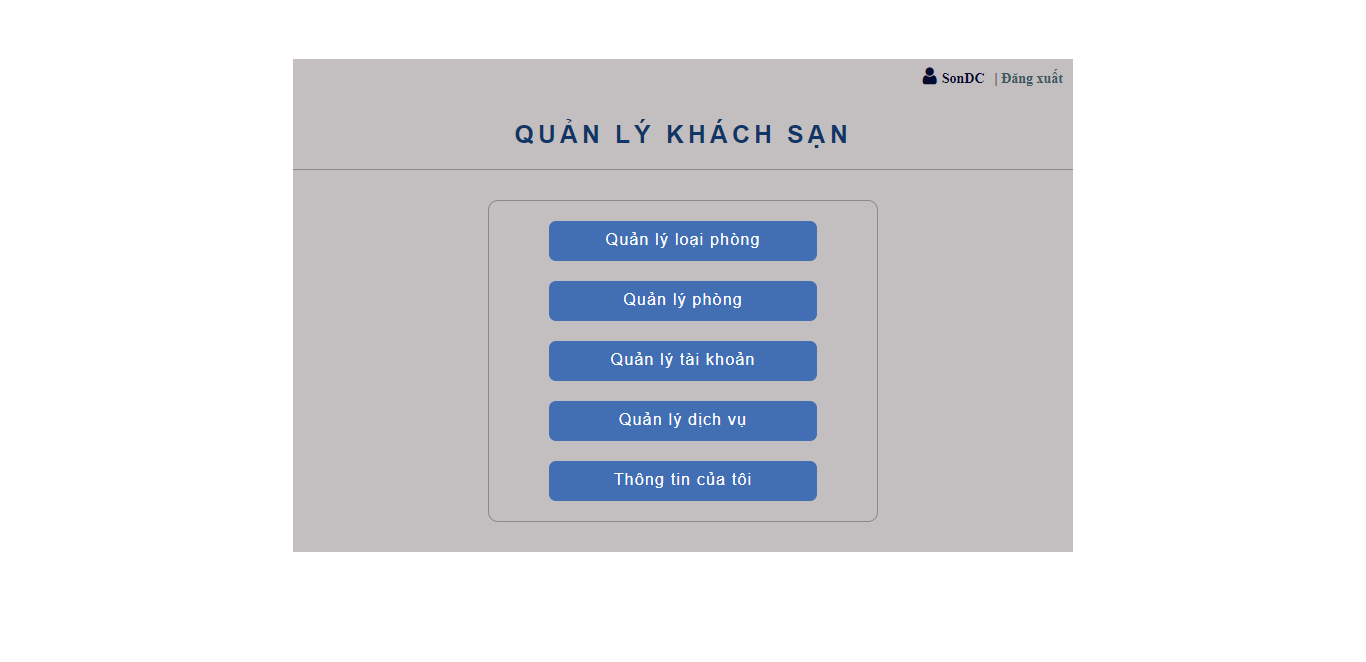 SonDC | Đăng xuất
QUẢN LÝ KHÁCH SẠN
Quản lý loại phòng
Quản lý phòng
Quản lý tài khoản
Quản lý dịch vụ
Thông tin của tôi